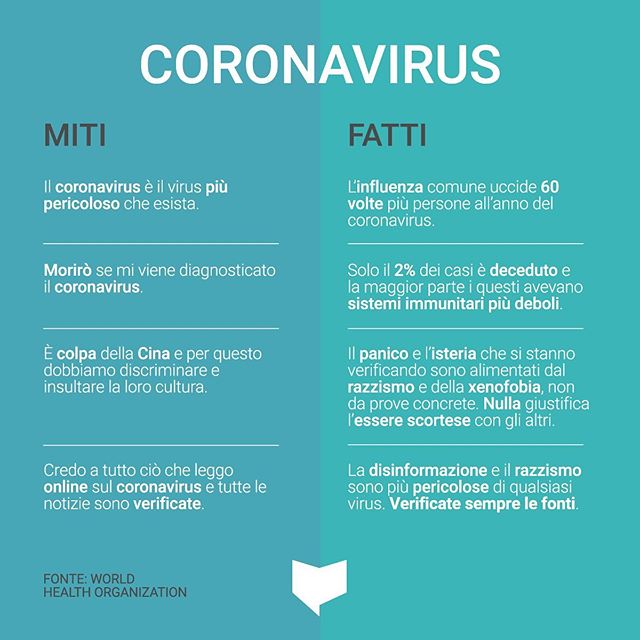 CORONAVIRUS
MITI
Il coronavirus è il virus più
pericoloso che esista.
Morirò se mi viene diagnosticato
il coronavirus.
È colpa della Cina e per questo
dobbiamo discriminare e
insultare la loro cultura.
Credo a tutto ciò che leggo
online sul coronavirus e tutte le
notizie sono verificate.
FATTI
L'influenza comune uccide 60
volte più persone all'anno del
coronavirus.
Solo il 2% dei casi è deceduto e
la maggior parte i questi avevano
sistemi immunitari più deboli.
Il panico e l'isteria che si stanno
verificando sono alimentati dal
razzismo e della xenofobia, non
da prove concrete. Nulla giustifica
l'essere scortese con gli altri.
La disinformazione e il razzismo
sono più pericolose di qualsiasi
virus. Verificate sempre le fonti.
FONTE: WORLD
HEALTH ORGANIZATION